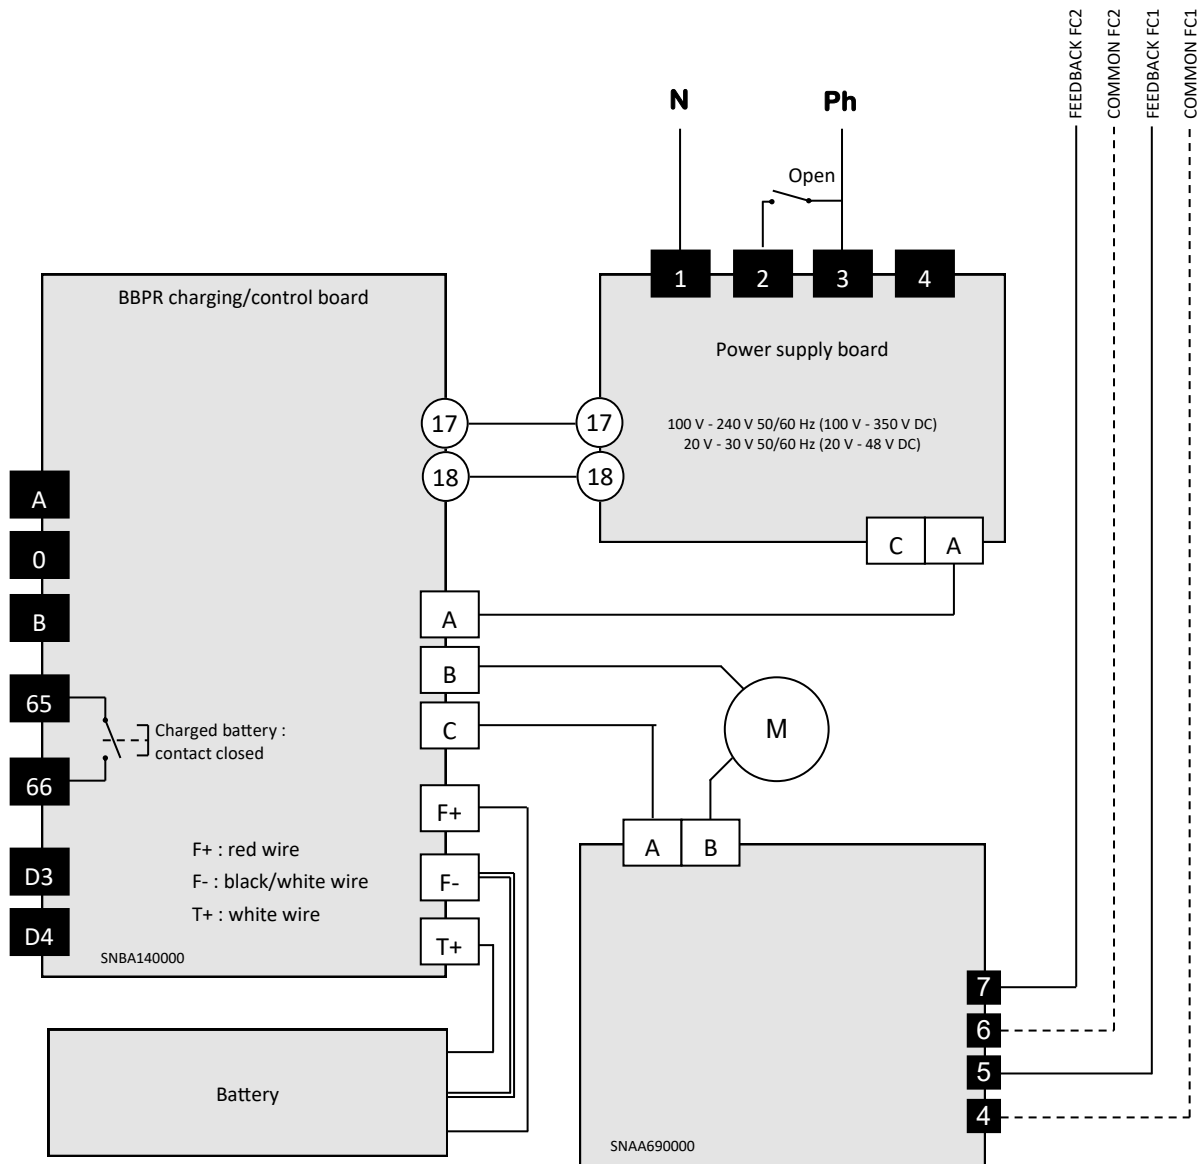 FEEDBACK FC2
COMMON FC2
FEEDBACK FC1
COMMON FC1
N
Ph
Open
1
2
3
4
BBPR charging/control board
Power supply board
100 V - 240 V 50/60 Hz (100 V - 350 V DC)
20 V - 30 V 50/60 Hz (20 V - 48 V DC)
17
17
18
18
A
0
B
C
A
A
B
C
M
65
66
Charged battery :
contact closed
F+
F-
T+
F+ : red wire
F- : black/white wire
T+ : white wire
D3
D4
SNBA140000
A
B
7
6
5
4
Battery
SNAA690000